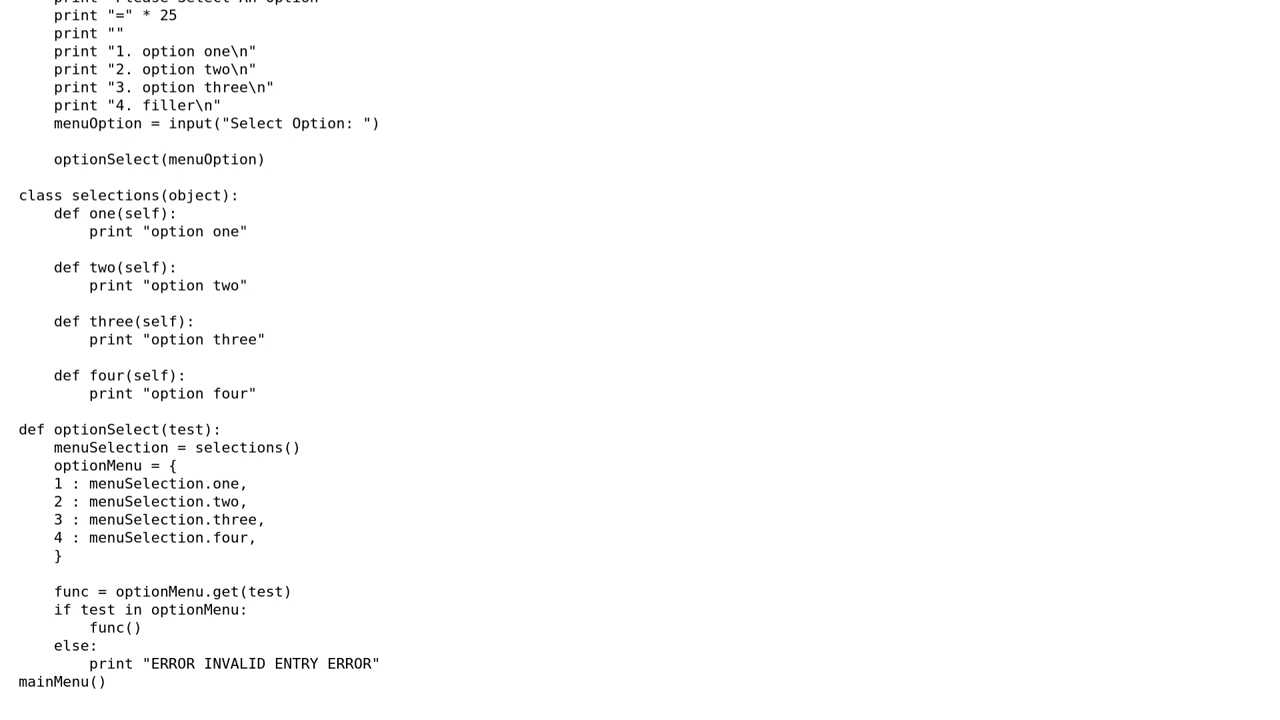 print "=" * 25
    print ""
    print "1. option one\n"
    print "2. option two\n"
    print "3. option three\n"
    print "4. filler\n"
    menuOption = input("Select Option: ")

    optionSelect(menuOption)

class selections(object):
    def one(self):
        print "option one"

    def two(self):
        print "option two"

    def three(self):
        print "option three"

    def four(self):
        print "option four"

def optionSelect(test):
    menuSelection = selections()
    optionMenu = {
    1 : menuSelection.one,
    2 : menuSelection.two,
    3 : menuSelection.three,
    4 : menuSelection.four,
    }

    func = optionMenu.get(test)
    if test in optionMenu:
        func()
    else:
        print "ERROR INVALID ENTRY ERROR"
mainMenu()